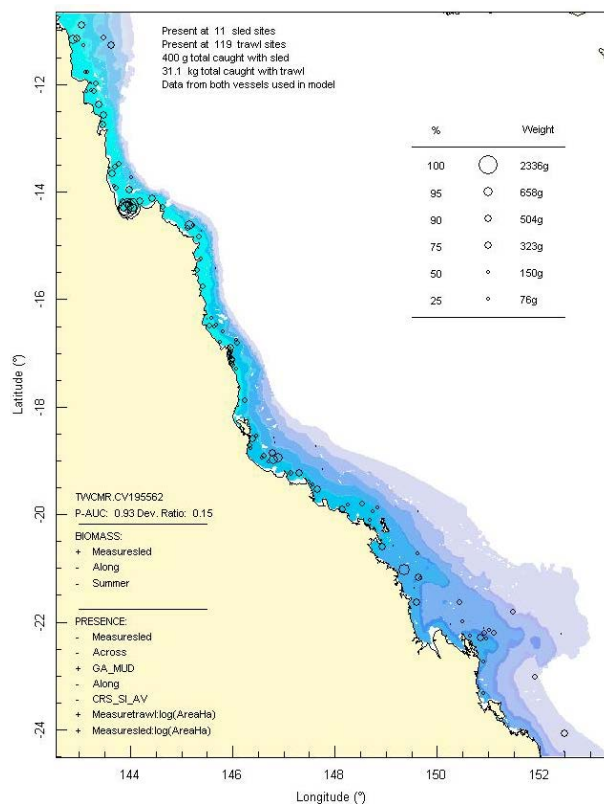 Present at 11 sled sites
Present at 119 trawl sites
400 g total caught with sled
31.1 kg total caught with trawl
Data from both vessels used in model
% Weight
100 2336g
95 658g
90 504g
75 323g
50 150g
25 76g
-12
-14
-16
-18
-20
-22
-24
Latitude (°)
TWCMR.CV195562
P-AUC: 0.93 Dev. Ratio: 0.15
BIOMASS:
+ Measuresled
- Along
- Summer
PRESENCE:
- Measuresled
- Across
+ GA_MUD
- Along
- CRS_SI_AV
+ Measuretrawl:log(AreaHa)
+ Measuresled:log(AreaHa)
144 146 148 150 152
Longitude (°)